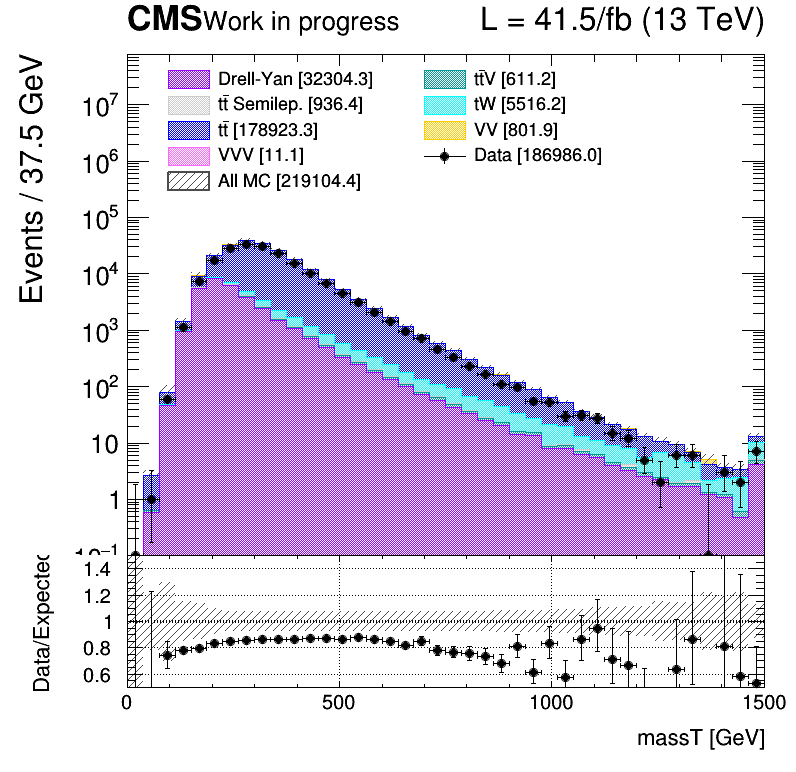 CMS Work in progress L = 41.5/fb (13 TeV)
Events / 37.5 GeV
Drell-Yan [32304.3]
tt̄ Semilep. [936.4]
tt̄ [178923.3]
VVV [11.1]
All MC [219104.4]
tt̄V [611.2]
tW [5516.2]
VV [801.9]
Data [186986.0]
10⁷
10⁶
10⁵
10⁴
10³
10²
10
1
10⁻¹
Data/Expected
1.4
1.2
1
0.8
0.6
0 500 1000 1500
massT [GeV]